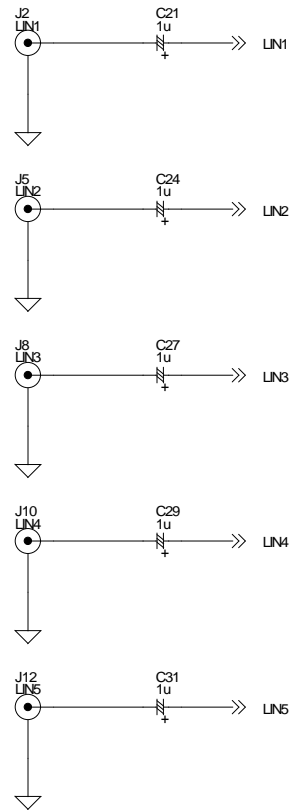 J2
LIN1
C21
1u
+
LIN1
J5
LIN2
C24
1u
+
LIN2
J8
LIN3
C27
1u
+
LIN3
J10
LIN4
C29
1u
+
LIN4
J12
LIN5
C31
1u
+
LIN5